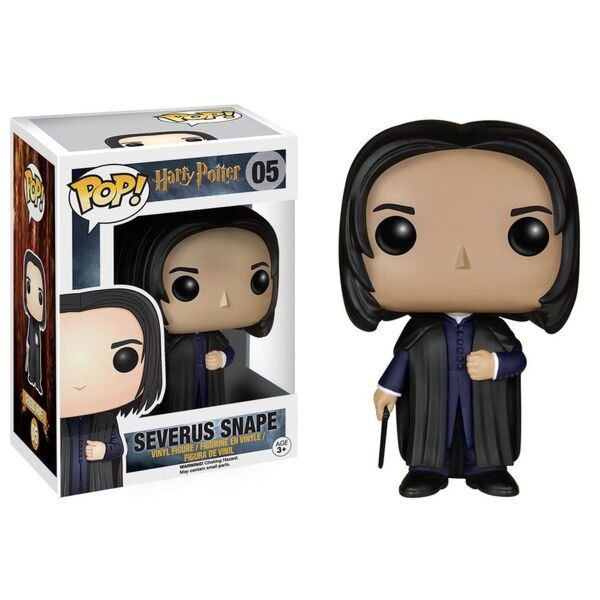 POP!
Harry Potter
05
SEVERUS SNAPE
VINYL FIGURE / FIGURINE EN VINYLE /
FIGURA DE VINIL
AGE
3+
WARNING: Choking Hazard.
May contain small parts.
POP!